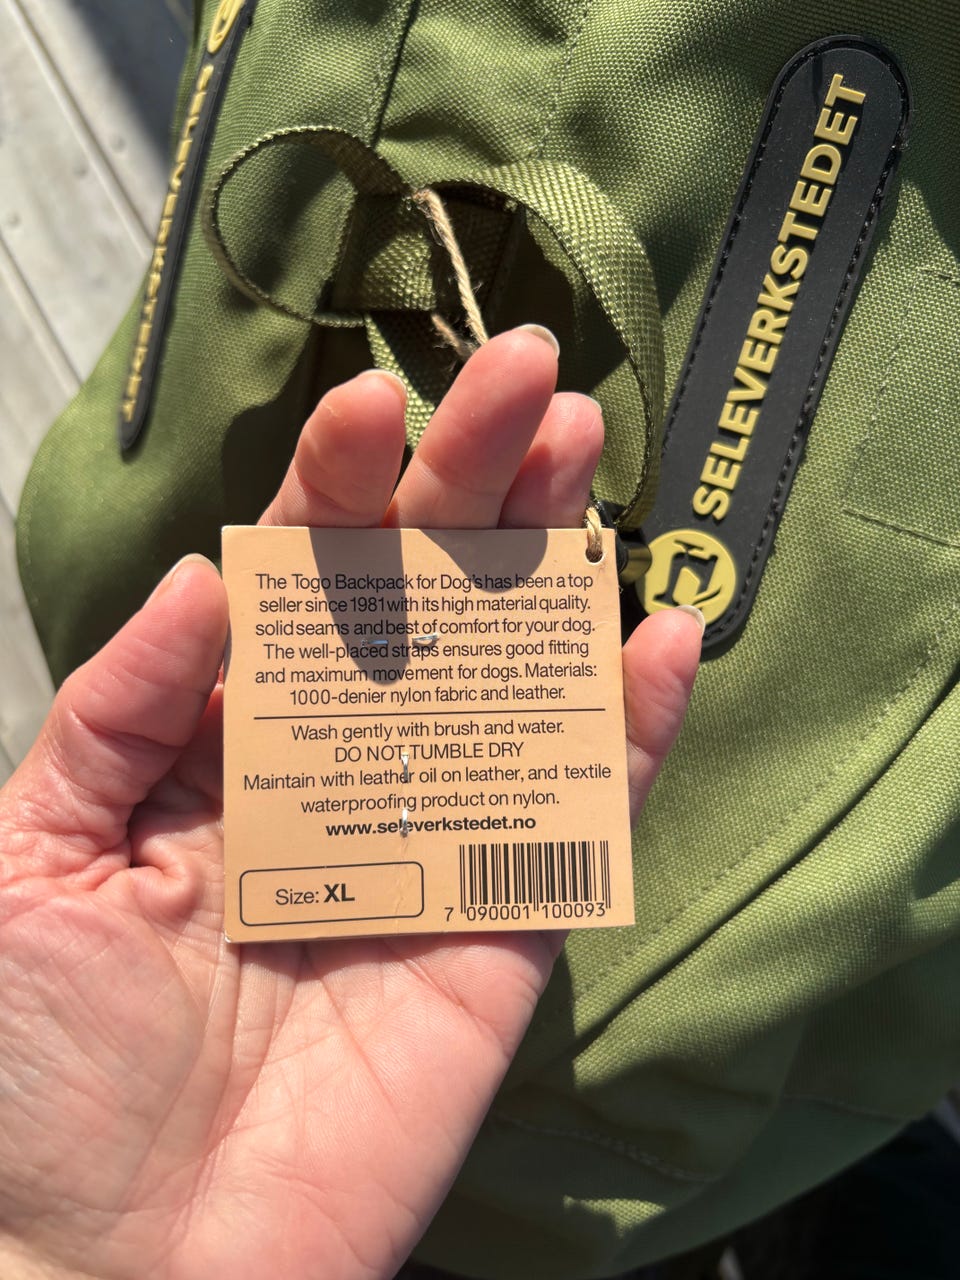 SELEVERKSTEDET
SELEVERKSTEDET
The Togo Backpack for Dog's has been a top
seller since 1981 with its high material quality.
solid seams and best of comfort for your dog.
The well-placed straps ensures good fitting
and maximum movement for dogs. Materials:
1000-denier nylon fabric and leather.
Wash gently with brush and water.
DO NOT TUMBLE DRY
Maintain with leather oil on leather, and textile
waterproofing product on nylon.
www.seleverkstedet.no
Size: XL
7 090001 100093